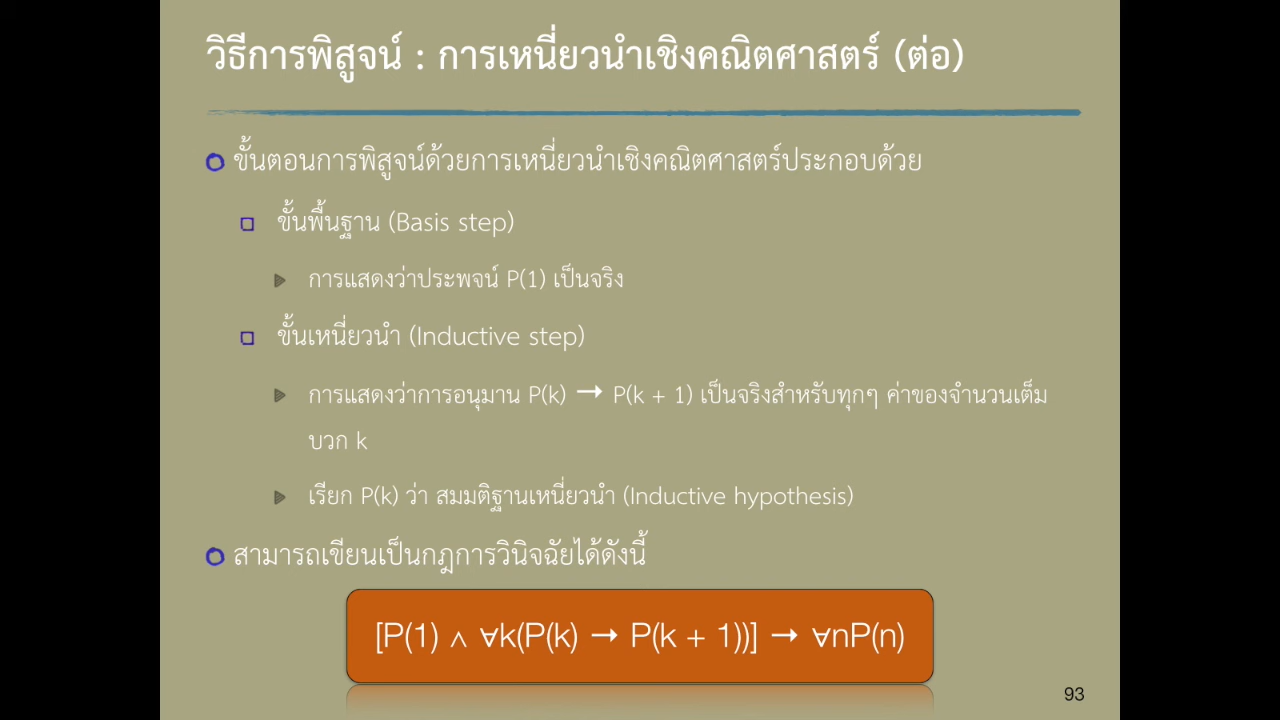 วิธีการพิสูจน์ : การเหนี่ยวนำเชิงคณิตศาสตร์ (ต่อ)
ขั้นตอนการพิสูจน์ด้วยการเหนี่ยวนำเชิงคณิตศาสตร์ประกอบด้วย
ขั้นพื้นฐาน (Basis step)
การแสดงว่าประพจน์ P(1) เป็นจริง
ขั้นเหนี่ยวนำ (Inductive step)
การแสดงว่าการอนุมาน P(k) → P(k + 1) เป็นจริงสำหรับทุกๆ ค่าของจำนวนเต็ม
บวก k
เรียก P(k) ว่า สมมติฐานเหนี่ยวนำ (Inductive hypothesis)
สามารถเขียนเป็นกฎการวินิจฉัยได้ดังนี้
[P(1) ∧ ∀k(P(k) → P(k + 1))] → ∀nP(n)
93